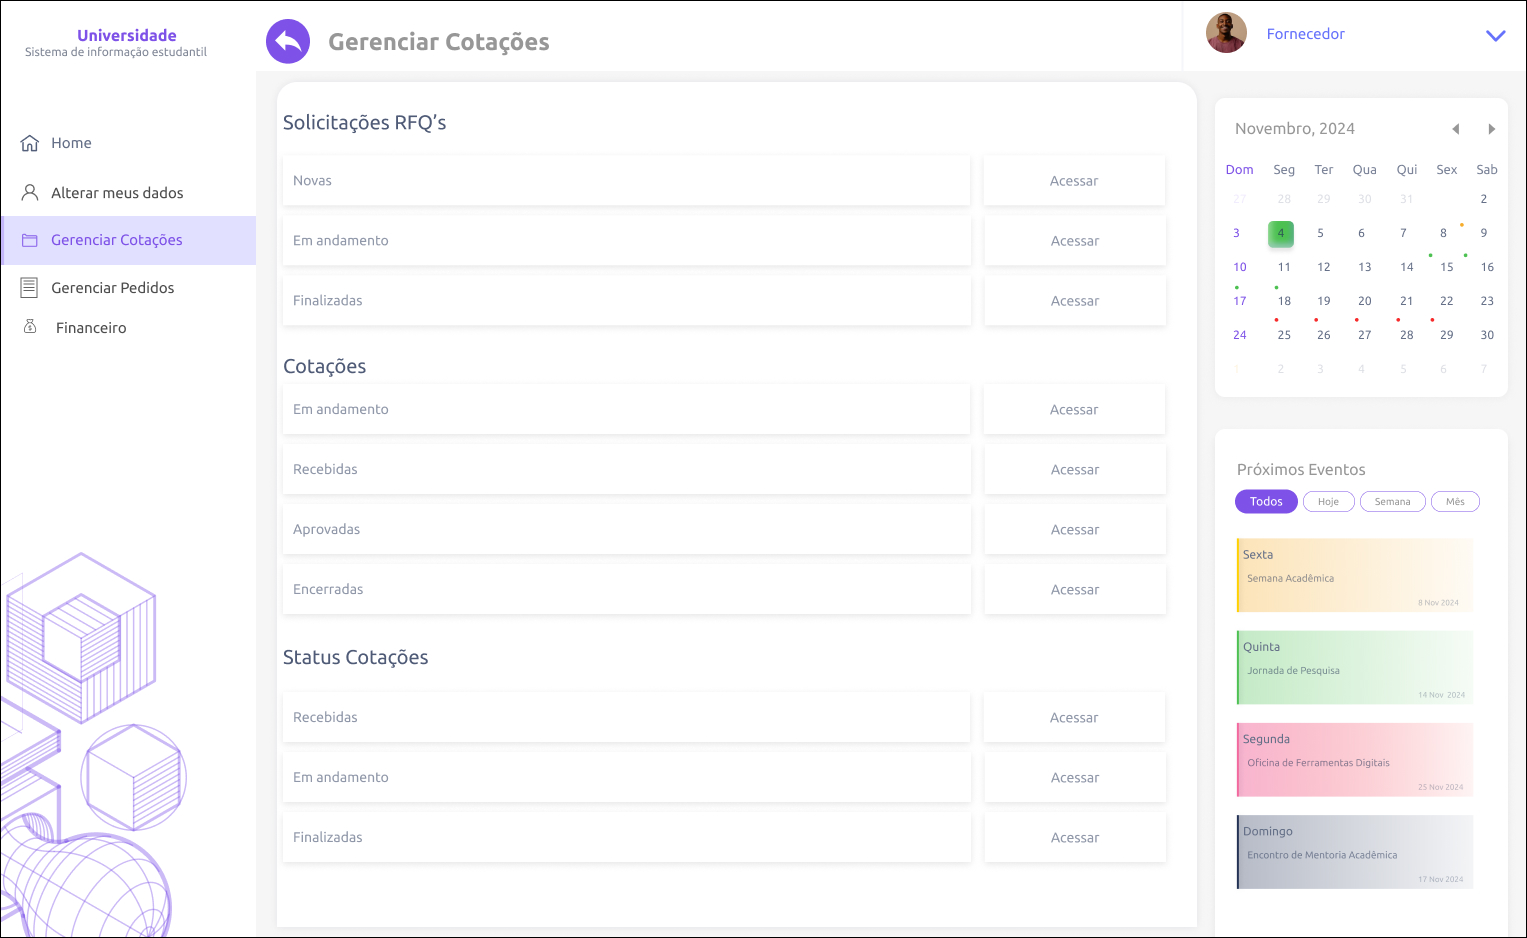 Universidade
Sistema de informação estudantil
Home
Alterar meus dados
Gerenciar Cotações
Gerenciar Pedidos
Financeiro
Gerenciar Cotações
Fornecedor
Solicitações RFQ’s
Novas Acessar
Em andamento Acessar
Finalizadas Acessar
Cotações
Em andamento Acessar
Recebidas Acessar
Aprovadas Acessar
Encerradas Acessar
Status Cotações
Recebidas Acessar
Em andamento Acessar
Finalizadas Acessar
Novembro, 2024
Dom Seg Ter Qua Qui Sex Sab
27 28 29 30 31 2
3 4 5 6 7 8 9
10 11 12 13 14 15 16
17 18 19 20 21 22 23
24 25 26 27 28 29 30
1 2 3 4 5 6 7
Próximos Eventos
Todos Hoje Semana Mês
Sexta
Semana Acadêmica
8 Nov 2024
Quinta
Jornada de Pesquisa
14 Nov 2024
Segunda
Oficina de Ferramentas Digitais
25 Nov 2024
Domingo
Encontro de Mentoria Acadêmica
17 Nov 2024